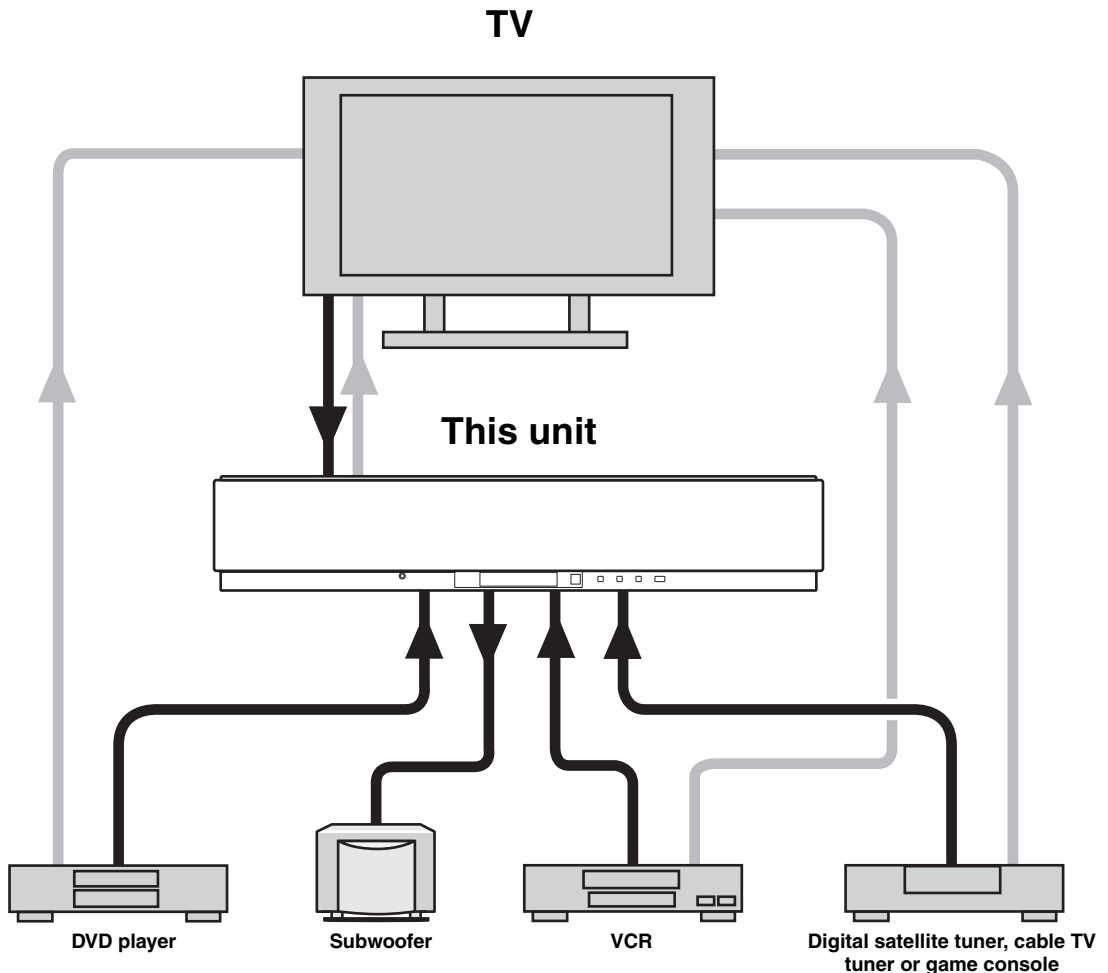 TV
This unit
DVD player
Subwoofer
VCR
Digital satellite tuner, cable TV
tuner or game console